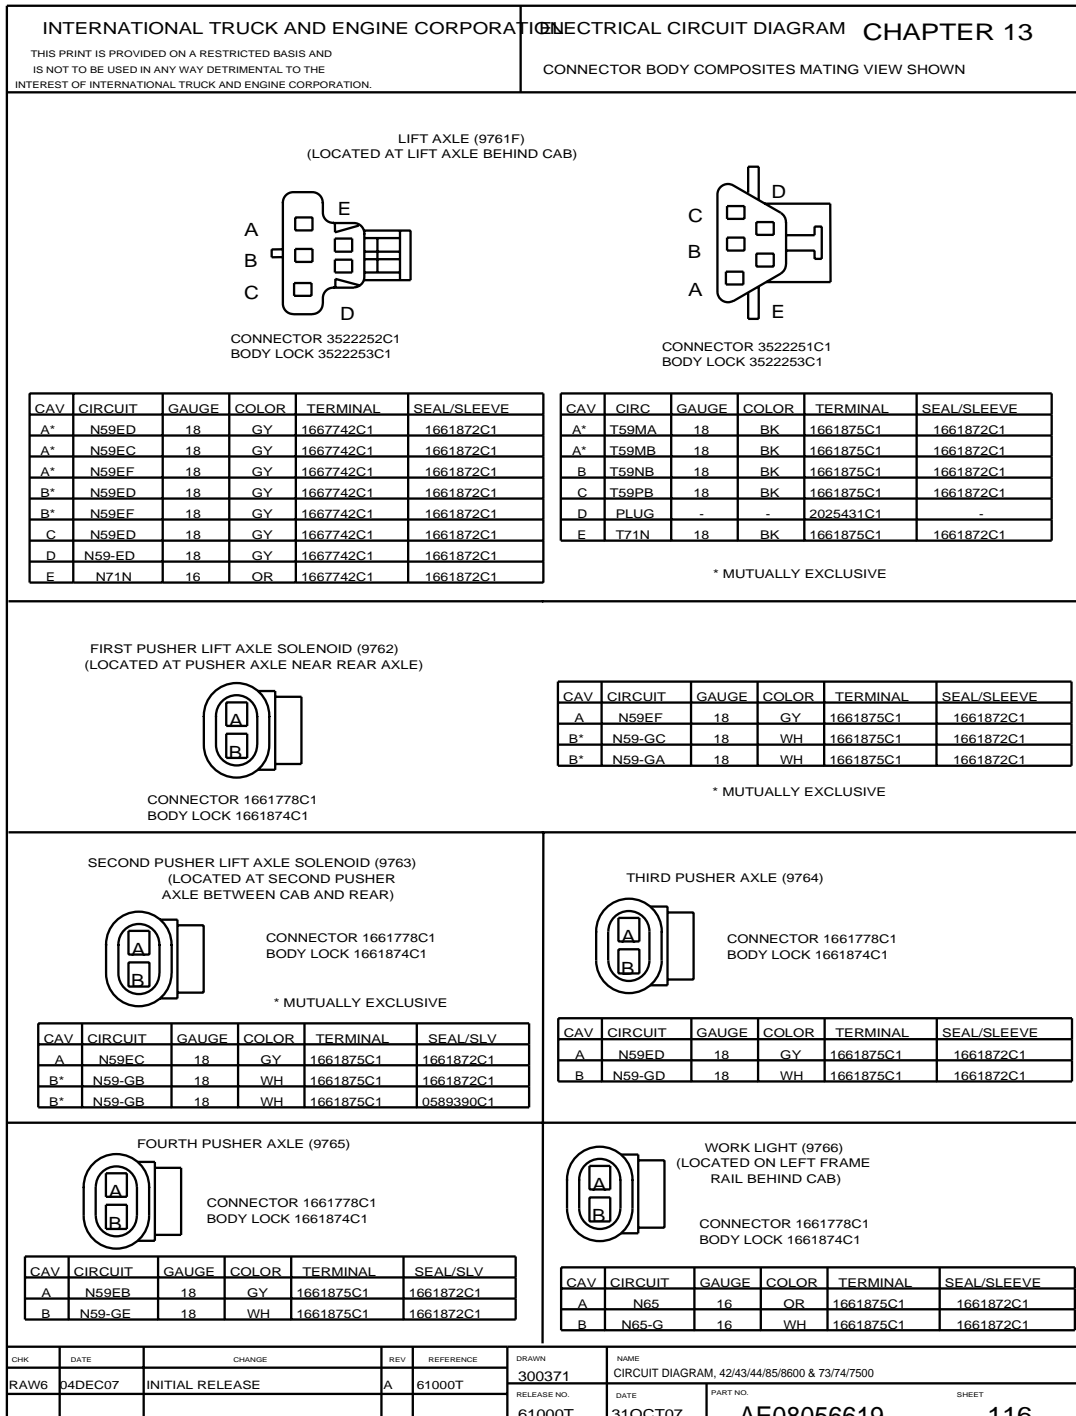 INTERNATIONAL TRUCK AND ENGINE CORPORATION
THIS PRINT IS PROVIDED ON A RESTRICTED BASIS AND
IS NOT TO BE USED IN ANY WAY DETRIMENTAL TO THE
INTEREST OF INTERNATIONAL TRUCK AND ENGINE CORPORATION.
ELECTRICAL CIRCUIT DIAGRAM CHAPTER 13
CONNECTOR BODY COMPOSITES MATING VIEW SHOWN
LIFT AXLE (9761F)
(LOCATED AT LIFT AXLE BEHIND CAB)
A
B
C
E
D
CONNECTOR 3522252C1
BODY LOCK 3522253C1
C
B
A
D
E
CONNECTOR 3522251C1
BODY LOCK 3522253C1
CAV CIRCUIT GAUGE COLOR TERMINAL SEAL/SLEEVE
A* N59ED 18 GY 1667742C1 1661872C1
A* N59EC 18 GY 1667742C1 1661872C1
A* N59EF 18 GY 1667742C1 1661872C1
B* N59ED 18 GY 1667742C1 1661872C1
B* N59EF 18 GY 1667742C1 1661872C1
C N59ED 18 GY 1667742C1 1661872C1
D N59-ED 18 GY 1667742C1 1661872C1
E N71N 16 OR 1667742C1 1661872C1
CAV CIRC GAUGE COLOR TERMINAL SEAL/SLEEVE
A* T59MA 18 BK 1661875C1 1661872C1
A* T59MB 18 BK 1661875C1 1661872C1
B T59NB 18 BK 1661875C1 1661872C1
C T59PB 18 BK 1661875C1 1661872C1
D PLUG - - 2025431C1 -
E T71N 18 BK 1661875C1 1661872C1
* MUTUALLY EXCLUSIVE
FIRST PUSHER LIFT AXLE SOLENOID (9762)
(LOCATED AT PUSHER AXLE NEAR REAR AXLE)
A
B
CONNECTOR 1661778C1
BODY LOCK 1661874C1
CAV CIRCUIT GAUGE COLOR TERMINAL SEAL/SLEEVE
A N59EF 18 GY 1661875C1 1661872C1
B* N59-GC 18 WH 1661875C1 1661872C1
B* N59-GA 18 WH 1661875C1 1661872C1
* MUTUALLY EXCLUSIVE
SECOND PUSHER LIFT AXLE SOLENOID (9763)
(LOCATED AT SECOND PUSHER
AXLE BETWEEN CAB AND REAR)
A
B
CONNECTOR 1661778C1
BODY LOCK 1661874C1
* MUTUALLY EXCLUSIVE
CAV CIRCUIT GAUGE COLOR TERMINAL SEAL/SLV
A N59EC 18 GY 1661875C1 1661872C1
B* N59-GB 18 WH 1661875C1 1661872C1
B* N59-GB 18 WH 1661875C1 0589390C1
THIRD PUSHER AXLE (9764)
A
B
CONNECTOR 1661778C1
BODY LOCK 1661874C1
CAV CIRCUIT GAUGE COLOR TERMINAL SEAL/SLEEVE
A N59ED 18 GY 1661875C1 1661872C1
B N59-GD 18 WH 1661875C1 1661872C1
FOURTH PUSHER AXLE (9765)
A
B
CONNECTOR 1661778C1
BODY LOCK 1661874C1
CAV CIRCUIT GAUGE COLOR TERMINAL SEAL/SLV
A N59EB 18 GY 1661875C1 1661872C1
B N59-GE 18 WH 1661875C1 1661872C1
WORK LIGHT (9766)
(LOCATED ON LEFT FRAME
RAIL BEHIND CAB)
A
B
CONNECTOR 1661778C1
BODY LOCK 1661874C1
CAV CIRCUIT GAUGE COLOR TERMINAL SEAL/SLEEVE
A N65 16 OR 1661875C1 1661872C1
B N65-G 16 WH 1661875C1 1661872C1
CHK DATE CHANGE REV REFERENCE
RAW6 04DEC07 INITIAL RELEASE A 61000T
DRAWN
300371
NAME
CIRCUIT DIAGRAM, 42/43/44/85/8600 & 73/74/7500
RELEASE NO. DATE PART NO. SHEET
61000T 31OCT07 AE08056619 116